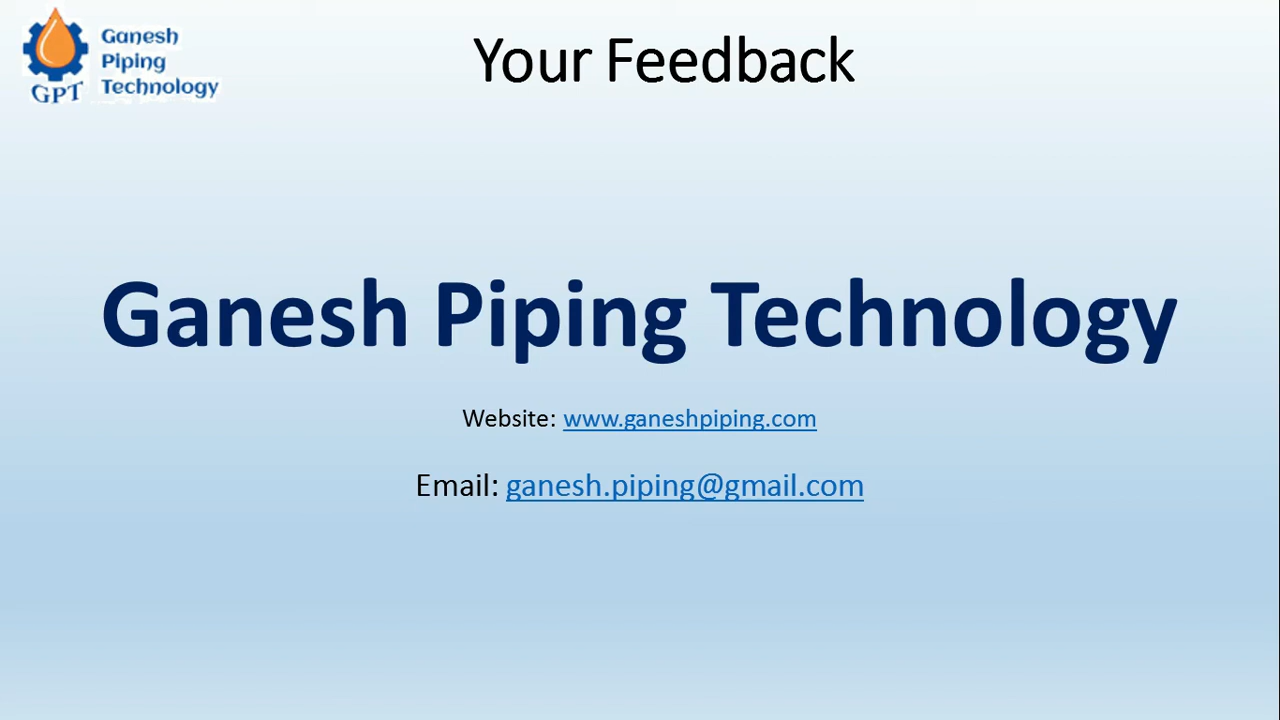 Ganesh
Piping
Technology
GPT
Your Feedback
Ganesh Piping Technology
Website: www.ganeshpiping.com
Email: ganesh.piping@gmail.com